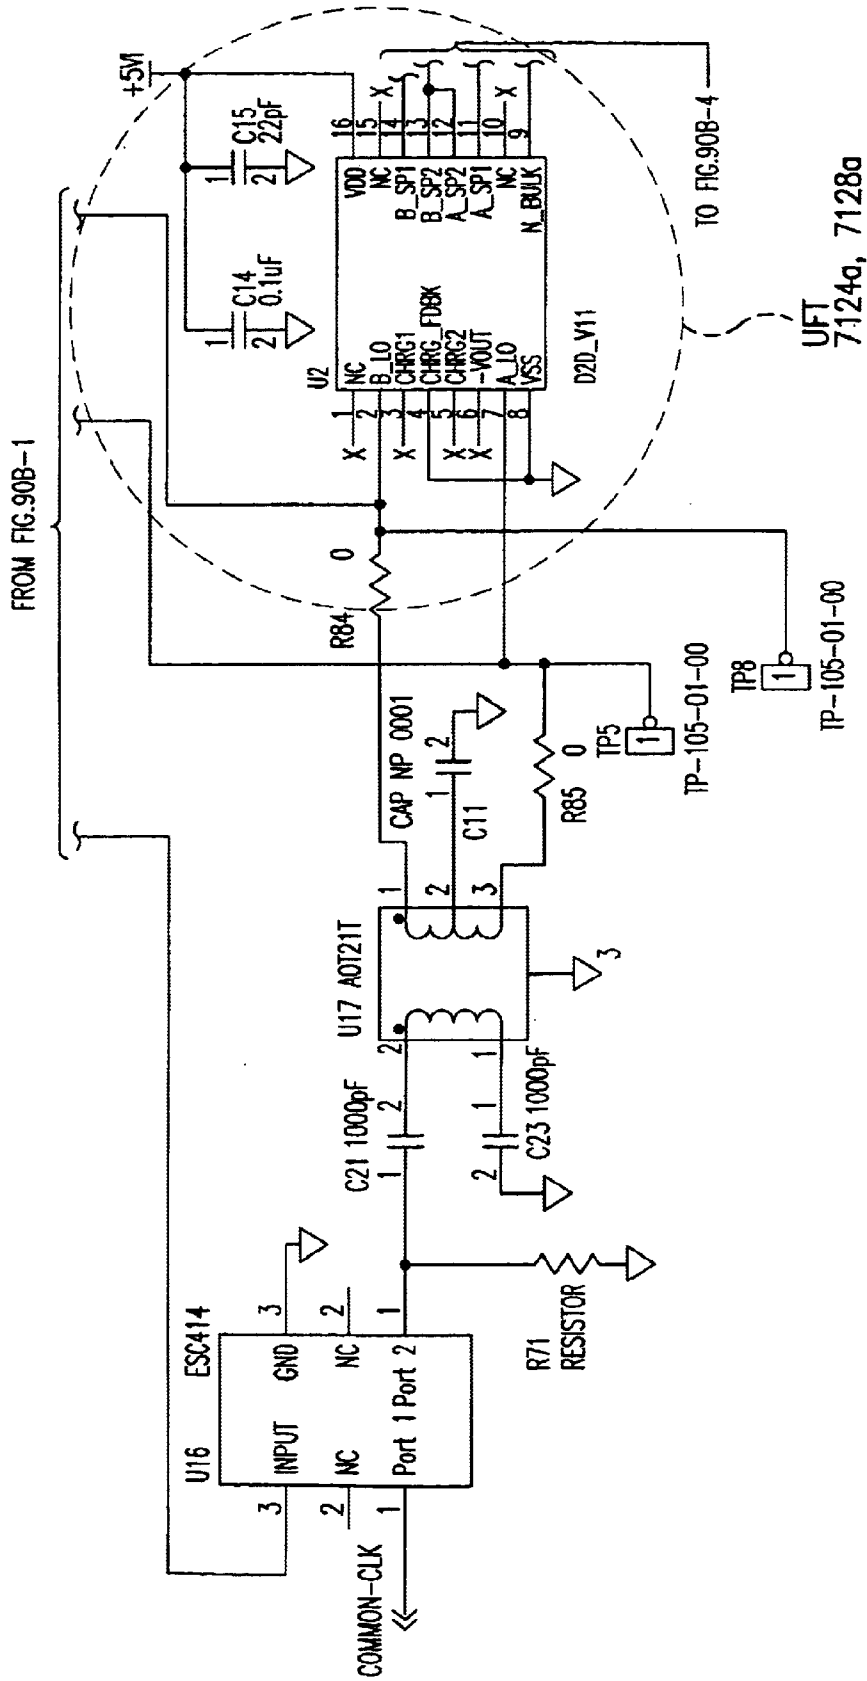 FROM FIG.90B-1
+5VI
C14
0.1uF
1
2
C15
22pF
1
2
U2
NC
B_LO
CHRG1
CHRG_FDBK
CHRG2
-VOUT
A_LO
VSS
1
2
3
4
5
6
7
8
X
X
X
X
VDD
NC
B_SP1
B_SP2
A_SP2
A_SP1
NC
N_BULK
16
15
14
13
12
11
10
9
X
X
D2D_V11
TO FIG.90B-4
UFT
7124a, 7128a
R84
0
CAP NP 0001
1
2
C11
R85
0
TP5
1
TP-105-01-00
TP8
1
TP-105-01-00
U17 AOT21T
2
1
1
2
3
3
C21 1000pF
1
2
C23 1000pF
2
1
U16
ESC414
INPUT
GND
NC
NC
Port 1 Port 2
3
2
1
3
2
1
COMMON-CLK
R71
RESISTOR